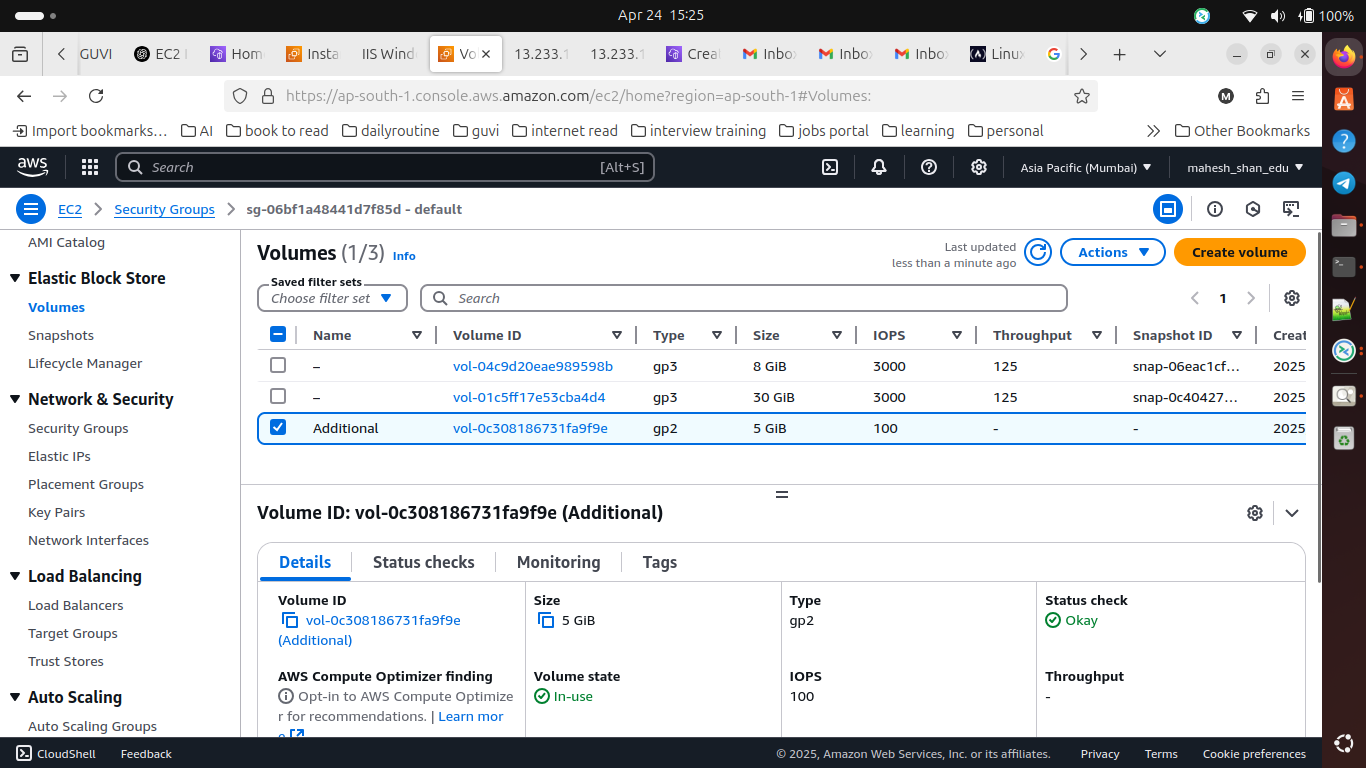 Apr 24 15:25
100%
GUVI
EC2 I
Hom
Insta
IIS Wind
Vo
13.233.1
13.233.1
Crea
Inbo
Inbo
Inbo
Linux
https://ap-south-1.console.aws.amazon.com/ec2/home?region=ap-south-1#Volumes:
M
Import bookmarks…
AI
book to read
dailyroutine
guvi
internet read
interview training
jobs portal
learning
personal
Other Bookmarks
aws
Search
[Alt+S]
Asia Pacific (Mumbai)
mahesh_shan_edu
EC2
Security Groups
sg-06bf1a48441d7f85d - default
AMI Catalog
Elastic Block Store
Volumes
Snapshots
Lifecycle Manager
Network & Security
Security Groups
Elastic IPs
Placement Groups
Key Pairs
Network Interfaces
Load Balancing
Load Balancers
Target Groups
Trust Stores
Auto Scaling
Auto Scaling Groups
Volumes (1/3) Info
Last updated
less than a minute ago
Actions
Create volume
Saved filter sets
Choose filter set
Search
1
Name Volume ID Type Size IOPS Throughput Snapshot ID Creat
– vol-04c9d20eae989598b gp3 8 GiB 3000 125 snap-06eac1cf... 2025
– vol-01c5ff17e53cba4d4 gp3 30 GiB 3000 125 snap-0c40427... 2025
Additional vol-0c308186731fa9f9e gp2 5 GiB 100 - - 2025
Volume ID: vol-0c308186731fa9f9e (Additional)
Details
Status checks
Monitoring
Tags
Volume ID
vol-0c308186731fa9f9e
(Additional)
Size
5 GiB
Type
gp2
Status check
Okay
AWS Compute Optimizer finding
Opt-in to AWS Compute Optimize
r for recommendations. | Learn mor
e
Volume state
In-use
IOPS
100
Throughput
-
CloudShell
Feedback
© 2025, Amazon Web Services, Inc. or its affiliates.
Privacy
Terms
Cookie preferences